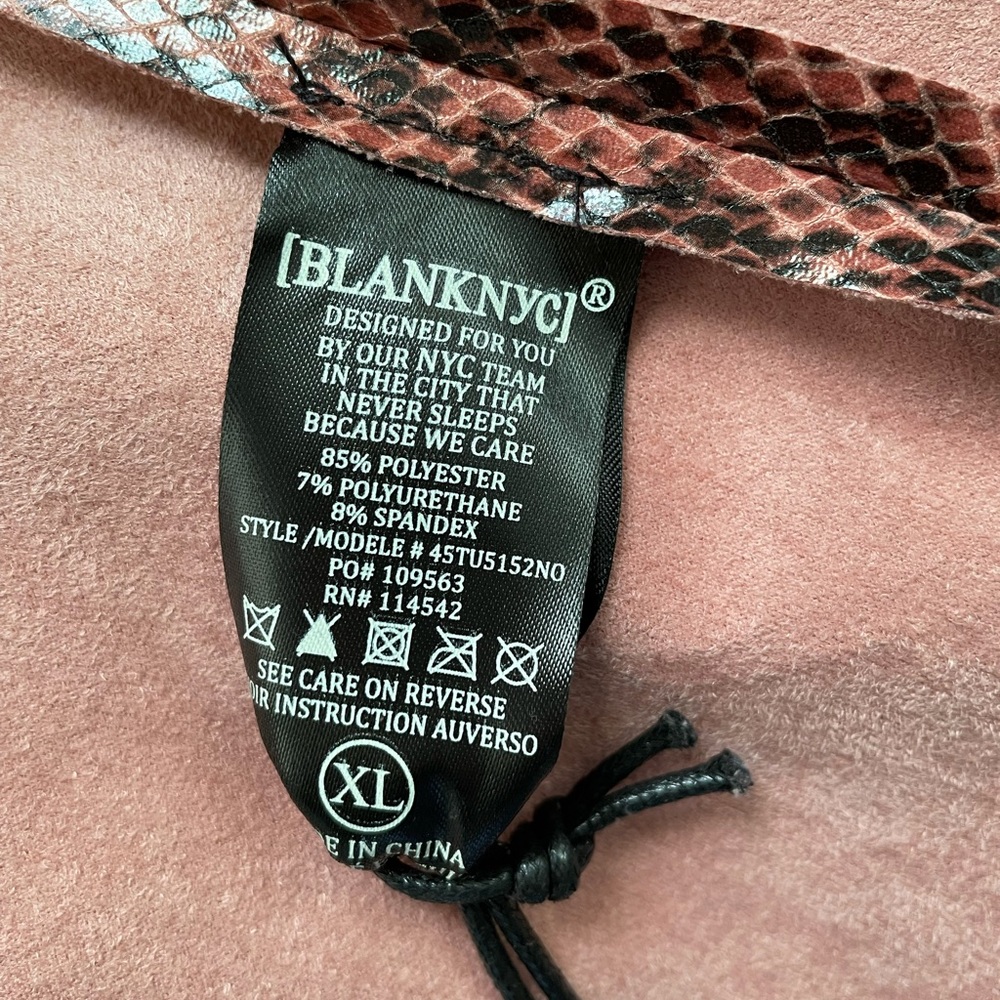 [BLANKNYC]®
DESIGNED FOR YOU
BY OUR NYC TEAM
IN THE CITY THAT
NEVER SLEEPS
BECAUSE WE CARE
85% POLYESTER
7% POLYURETHANE
8% SPANDEX
STYLE /MODELE # 45TU5152NO
PO# 109563
RN# 114542
SEE CARE ON REVERSE
OIR INSTRUCTION AUVERSO
XL
E IN CHINA